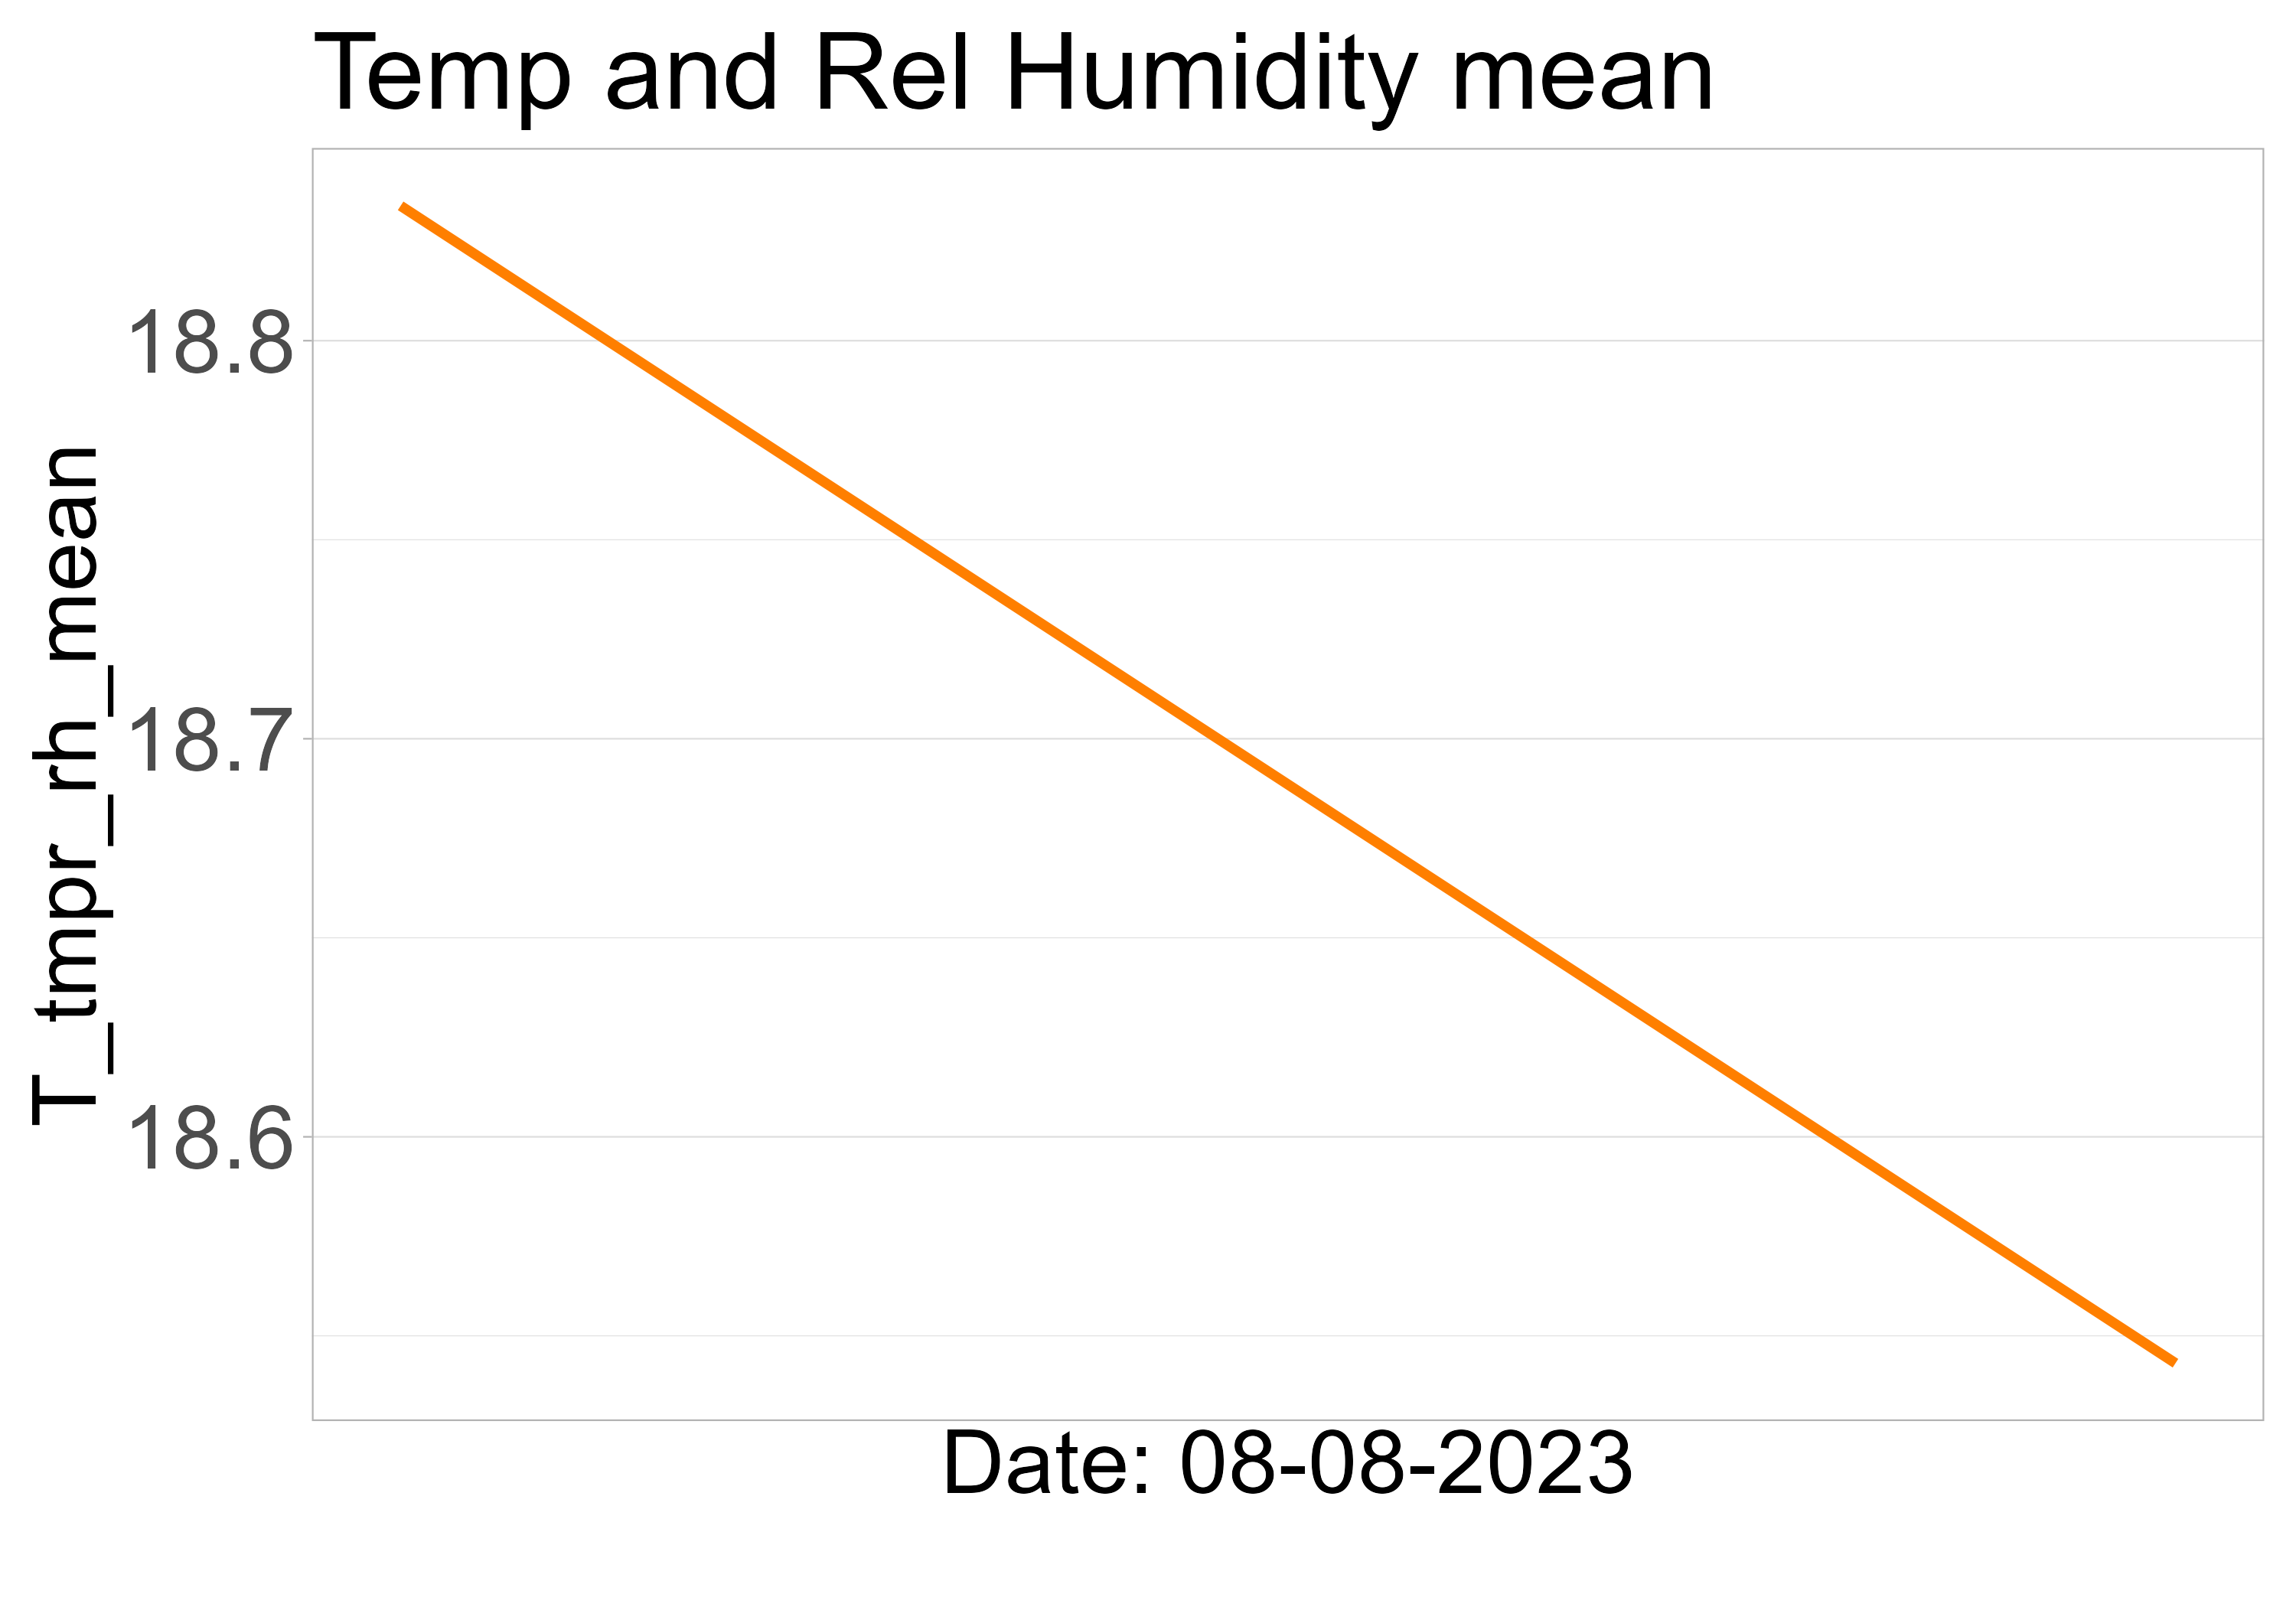 Temp and Rel Humidity mean
T_tmpr_rh_mean
18.8
18.7
18.6
Date: 08-08-2023